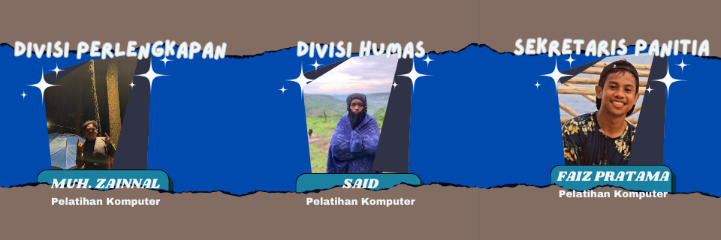 DIVISI PERLENGKAPAN
MUH. ZAINNAL
Pelatihan Komputer
DIVISI HUMAS
SAID
Pelatihan Komputer
SEKRETARIS PANITIA
FAIZ PRATAMA
Pelatihan Komputer